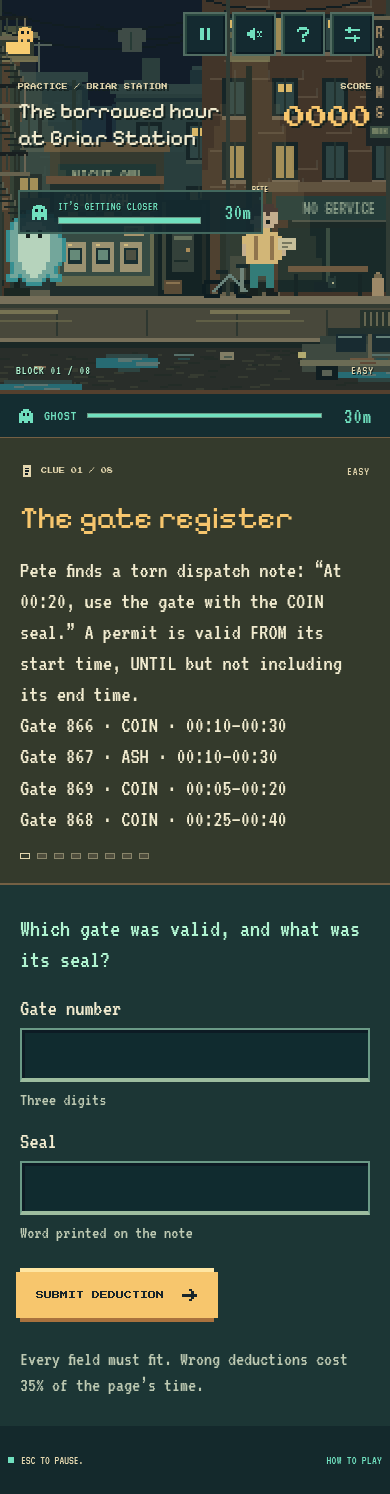 PRACTICE / BRIAR STATION
SCORE
The borrowed hour
at Briar Station
0000
ROOMS
NIGHT OWL
PETE
IT'S GETTING CLOSER
30m
NO SERVICE
BLOCK 01 / 08
EASY
GHOST
30m
CLUE 01 / 08
EASY
The gate register
Pete finds a torn dispatch note: “At
00:20, use the gate with the COIN
seal.” A permit is valid FROM its
start time, UNTIL but not including
its end time.
Gate 866 · COIN · 00:10–00:30
Gate 867 · ASH · 00:10–00:30
Gate 869 · COIN · 00:05–00:20
Gate 868 · COIN · 00:25–00:40
Which gate was valid, and what was
its seal?
Gate number
Three digits
Seal
Word printed on the note
SUBMIT DEDUCTION →
Every field must fit. Wrong deductions cost
35% of the page’s time.
ESC TO PAUSE.
HOW TO PLAY